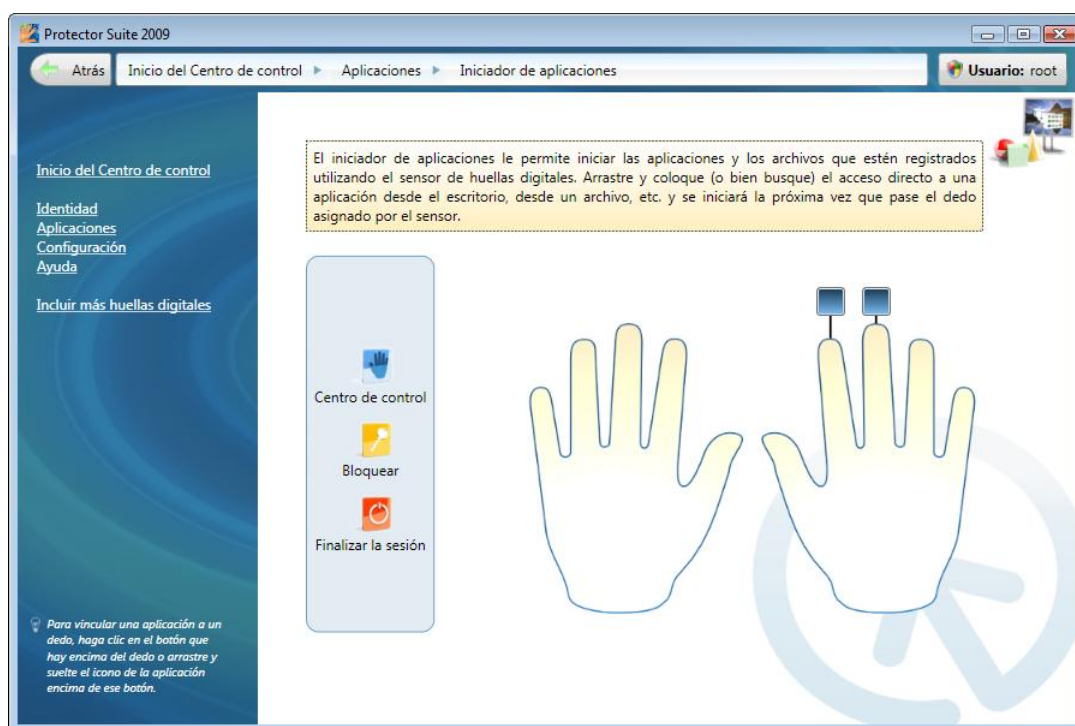 Protector Suite 2009
Atrás
Inicio del Centro de control
Aplicaciones
Iniciador de aplicaciones
Usuario: root
Inicio del Centro de control
Identidad
Aplicaciones
Configuración
Ayuda
Incluir más huellas digitales
El iniciador de aplicaciones le permite iniciar las aplicaciones y los archivos que estén registrados
utilizando el sensor de huellas digitales. Arrastre y coloque (o bien busque) el acceso directo a una
aplicación desde el escritorio, desde un archivo, etc. y se iniciará la próxima vez que pase el dedo
asignado por el sensor.
Centro de control
Bloquear
Finalizar la sesión
Para vincular una aplicación a un
dedo, haga clic en el botón que
hay encima del dedo o arrastre y
suelte el icono de la aplicación
encima de ese botón.